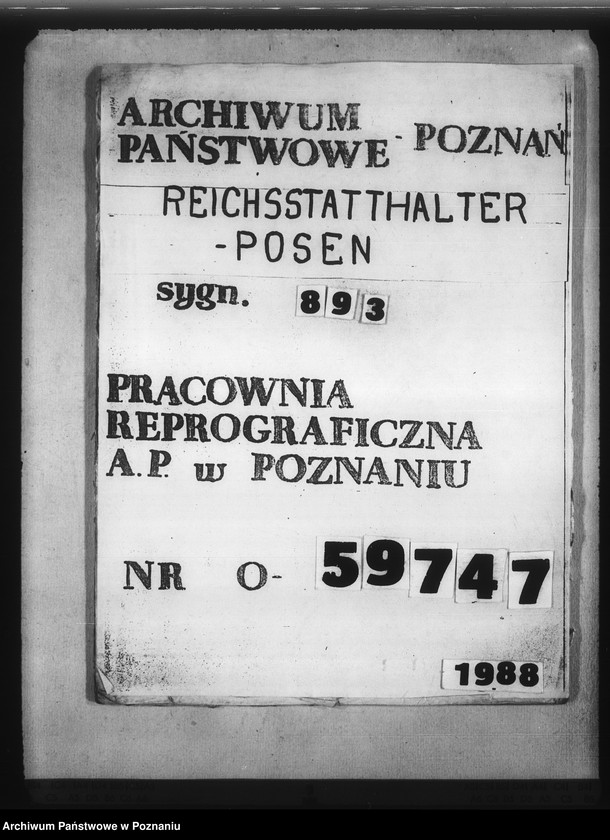 ARCHIWUM
PAŃSTWOWE - POZNAŃ
REICHSSTATTHALTER
-POSEN
sygn. 893
PRACOWNIA
REPROGRAFICZNA
A.P. w POZNANIU
NR O- 59747
1988
Archiwum Państwowe w Poznaniu